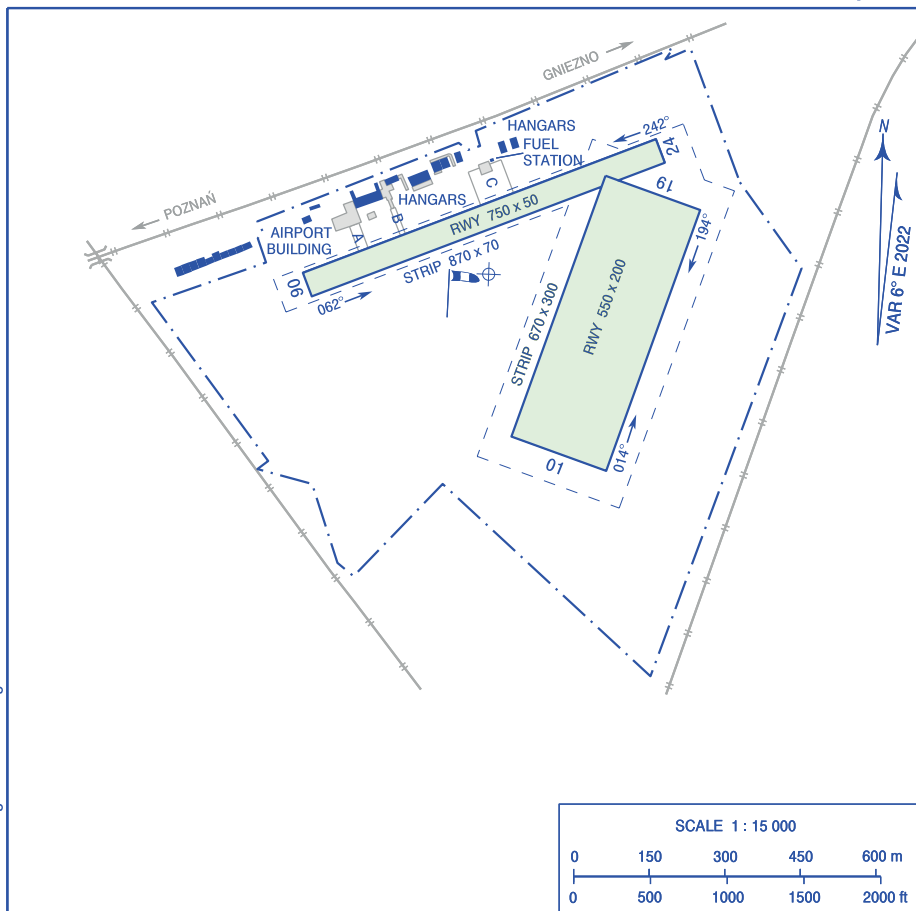 GNIEZNO
POZNAŃ
HANGARS
FUEL
STATION
242°
24
N
VAR 6° E 2022
C
HANGARS
B
A
AIRPORT
BUILDING
RWY 750 x 50
STRIP 870 x 70
06
062°
19
194°
STRIP 670 x 300
RWY 550 x 200
01
014°
SCALE 1 : 15 000
0 150 300 450 600 m
0 500 1000 1500 2000 ft